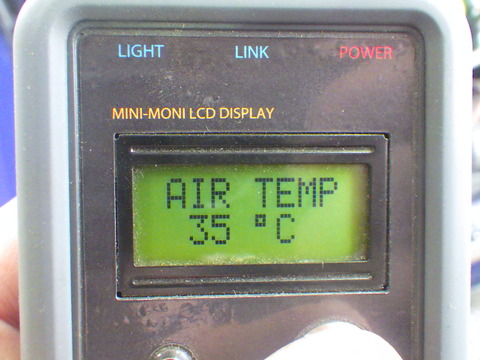 LIGHT LINK POWER
MINI-MONI LCD DISPLAY
AIR TEMP
35 °C